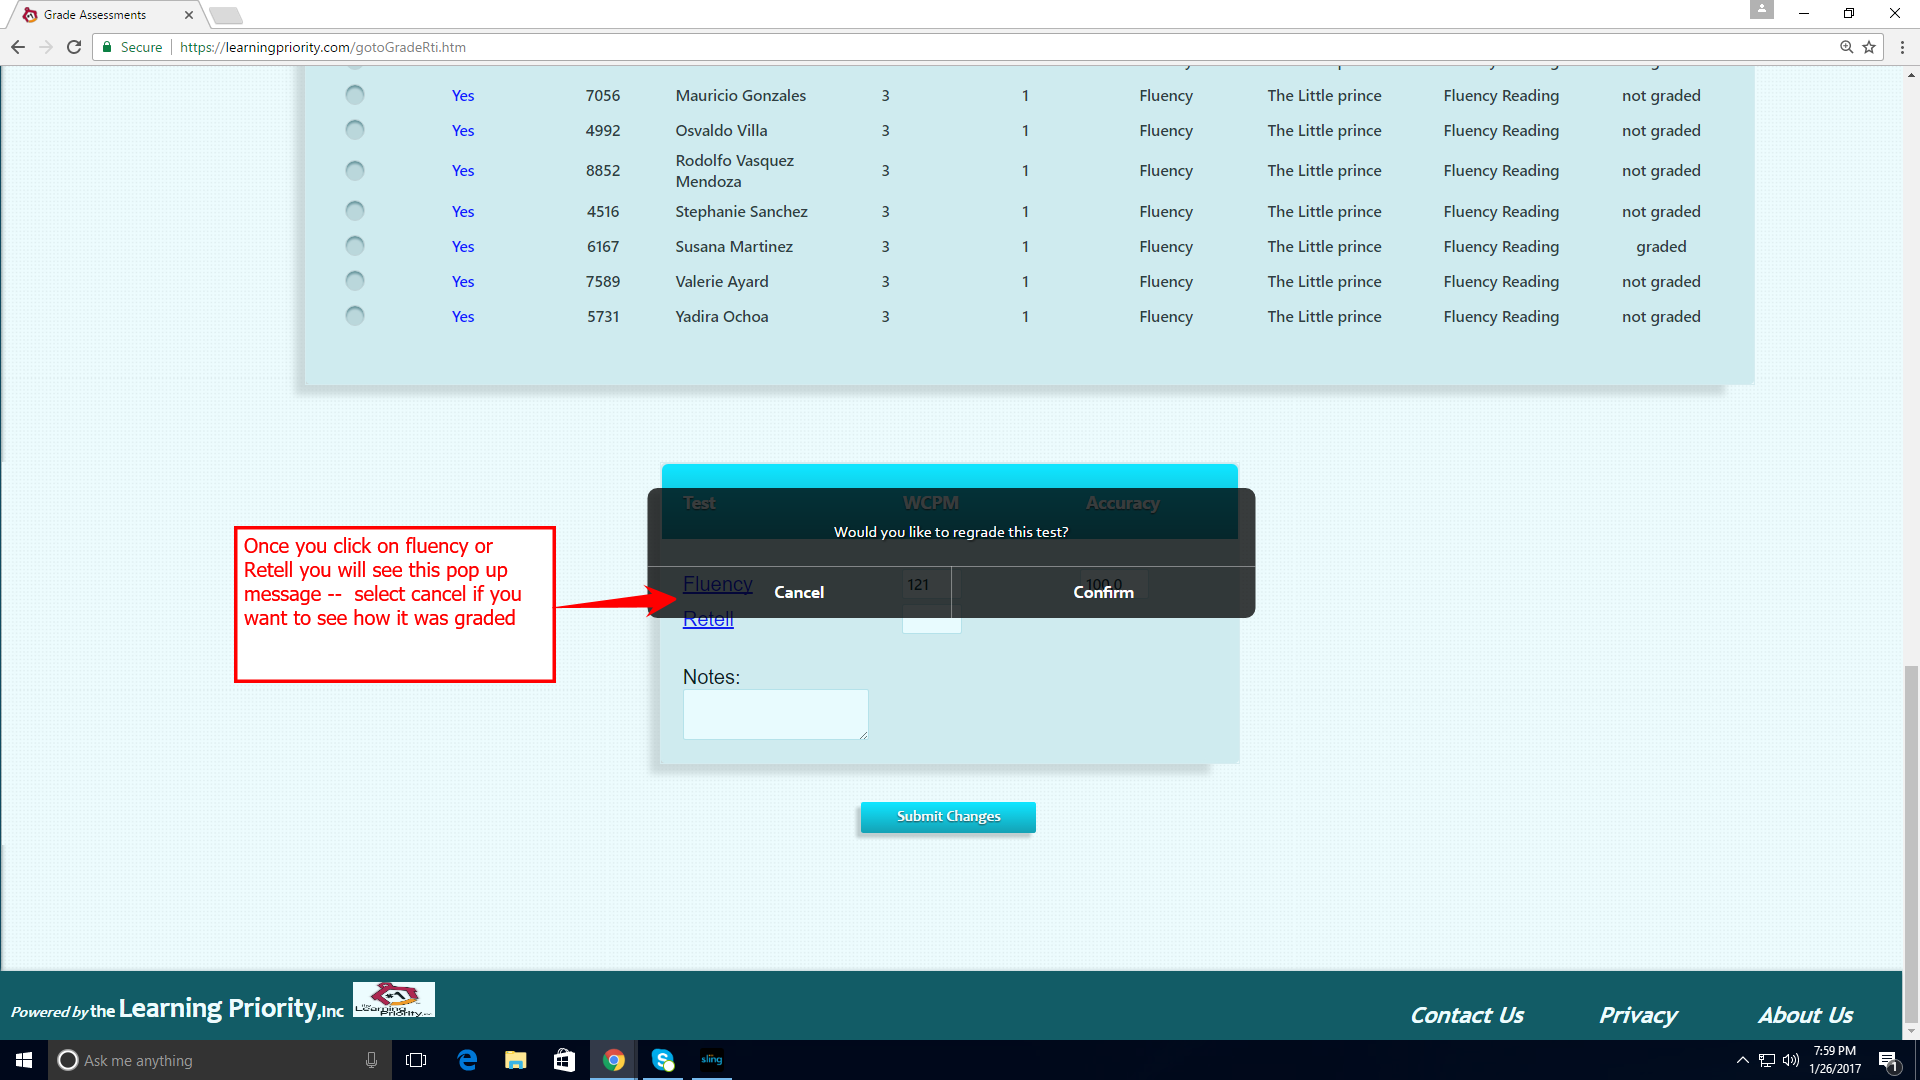 Grade Assessments
Secure https://learningpriority.com/gotoGradeRti.htm
Yes 7056 Mauricio Gonzales 3 1 Fluency The Little prince Fluency Reading not graded
Yes 4992 Osvaldo Villa 3 1 Fluency The Little prince Fluency Reading not graded
Yes 8852 Rodolfo Vasquez Mendoza 3 1 Fluency The Little prince Fluency Reading not graded
Yes 4516 Stephanie Sanchez 3 1 Fluency The Little prince Fluency Reading not graded
Yes 6167 Susana Martinez 3 1 Fluency The Little prince Fluency Reading graded
Yes 7589 Valerie Ayard 3 1 Fluency The Little prince Fluency Reading not graded
Yes 5731 Yadira Ochoa 3 1 Fluency The Little prince Fluency Reading not graded
Test WCPM Accuracy
Would you like to regrade this test?
Once you click on fluency or
Retell you will see this pop up
message -- select cancel if you
want to see how it was graded
Fluency 121 100.0
Cancel Confirm
Retell
Notes:
Submit Changes
Powered by the Learning Priority,Inc
#1 the Learning Priority
Contact Us Privacy About Us
Ask me anything
sling
7:59 PM
1/26/2017
1